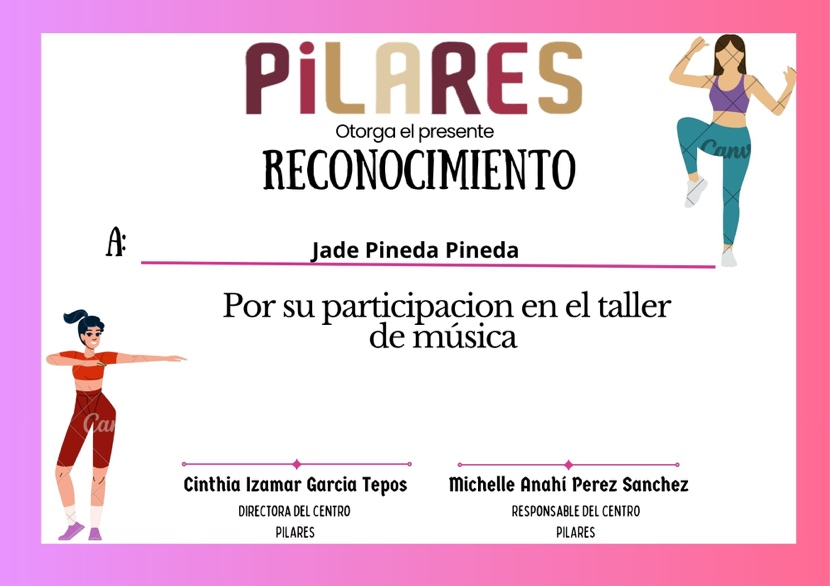 PiLARES
Otorga el presente
RECONOCIMIENTO
A:
Jade Pineda Pineda
Por su participacion en el taller
de música
Cinthia Izamar Garcia Tepos
Michelle Anahí Perez Sanchez
DIRECTORA DEL CENTRO
RESPONSABLE DEL CENTRO
PILARES
PILARES